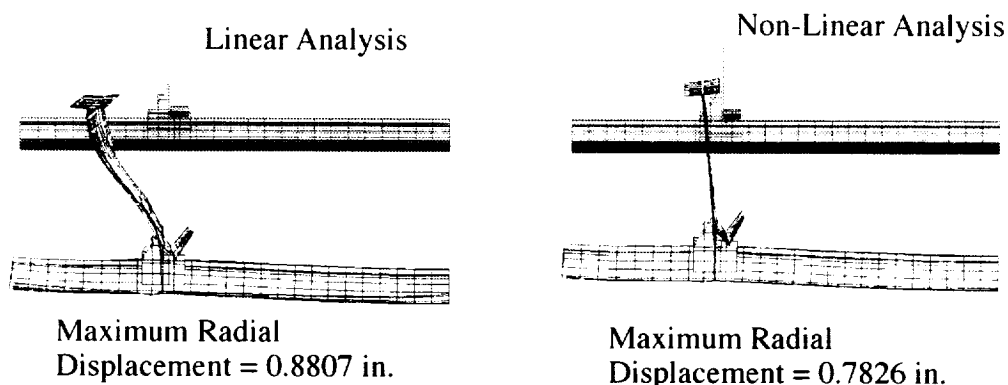 Linear Analysis
Maximum Radial
Displacement = 0.8807 in.
Non-Linear Analysis
Maximum Radial
Displacement = 0.7826 in.